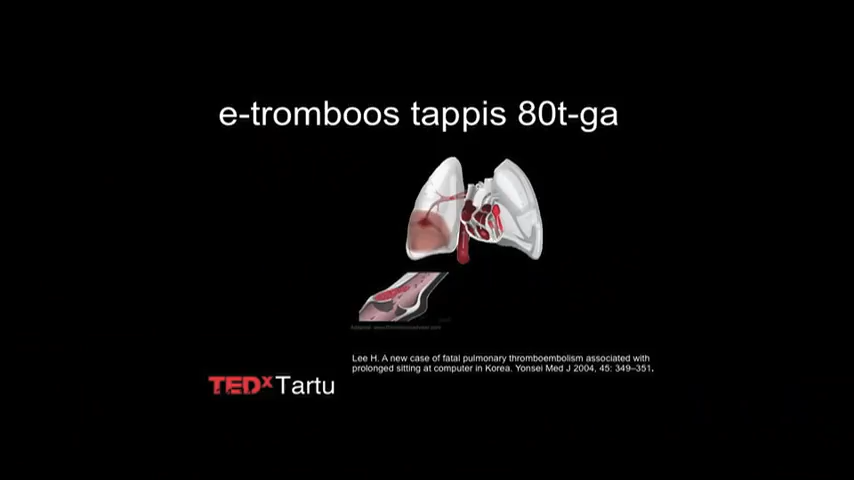 e-tromboos tappis 80t-ga
Lee H. A new case of fatal pulmonary thromboembolism associated with
prolonged sitting at computer in Korea. Yonsei Med J 2004, 45: 349–351.
TEDxTartu